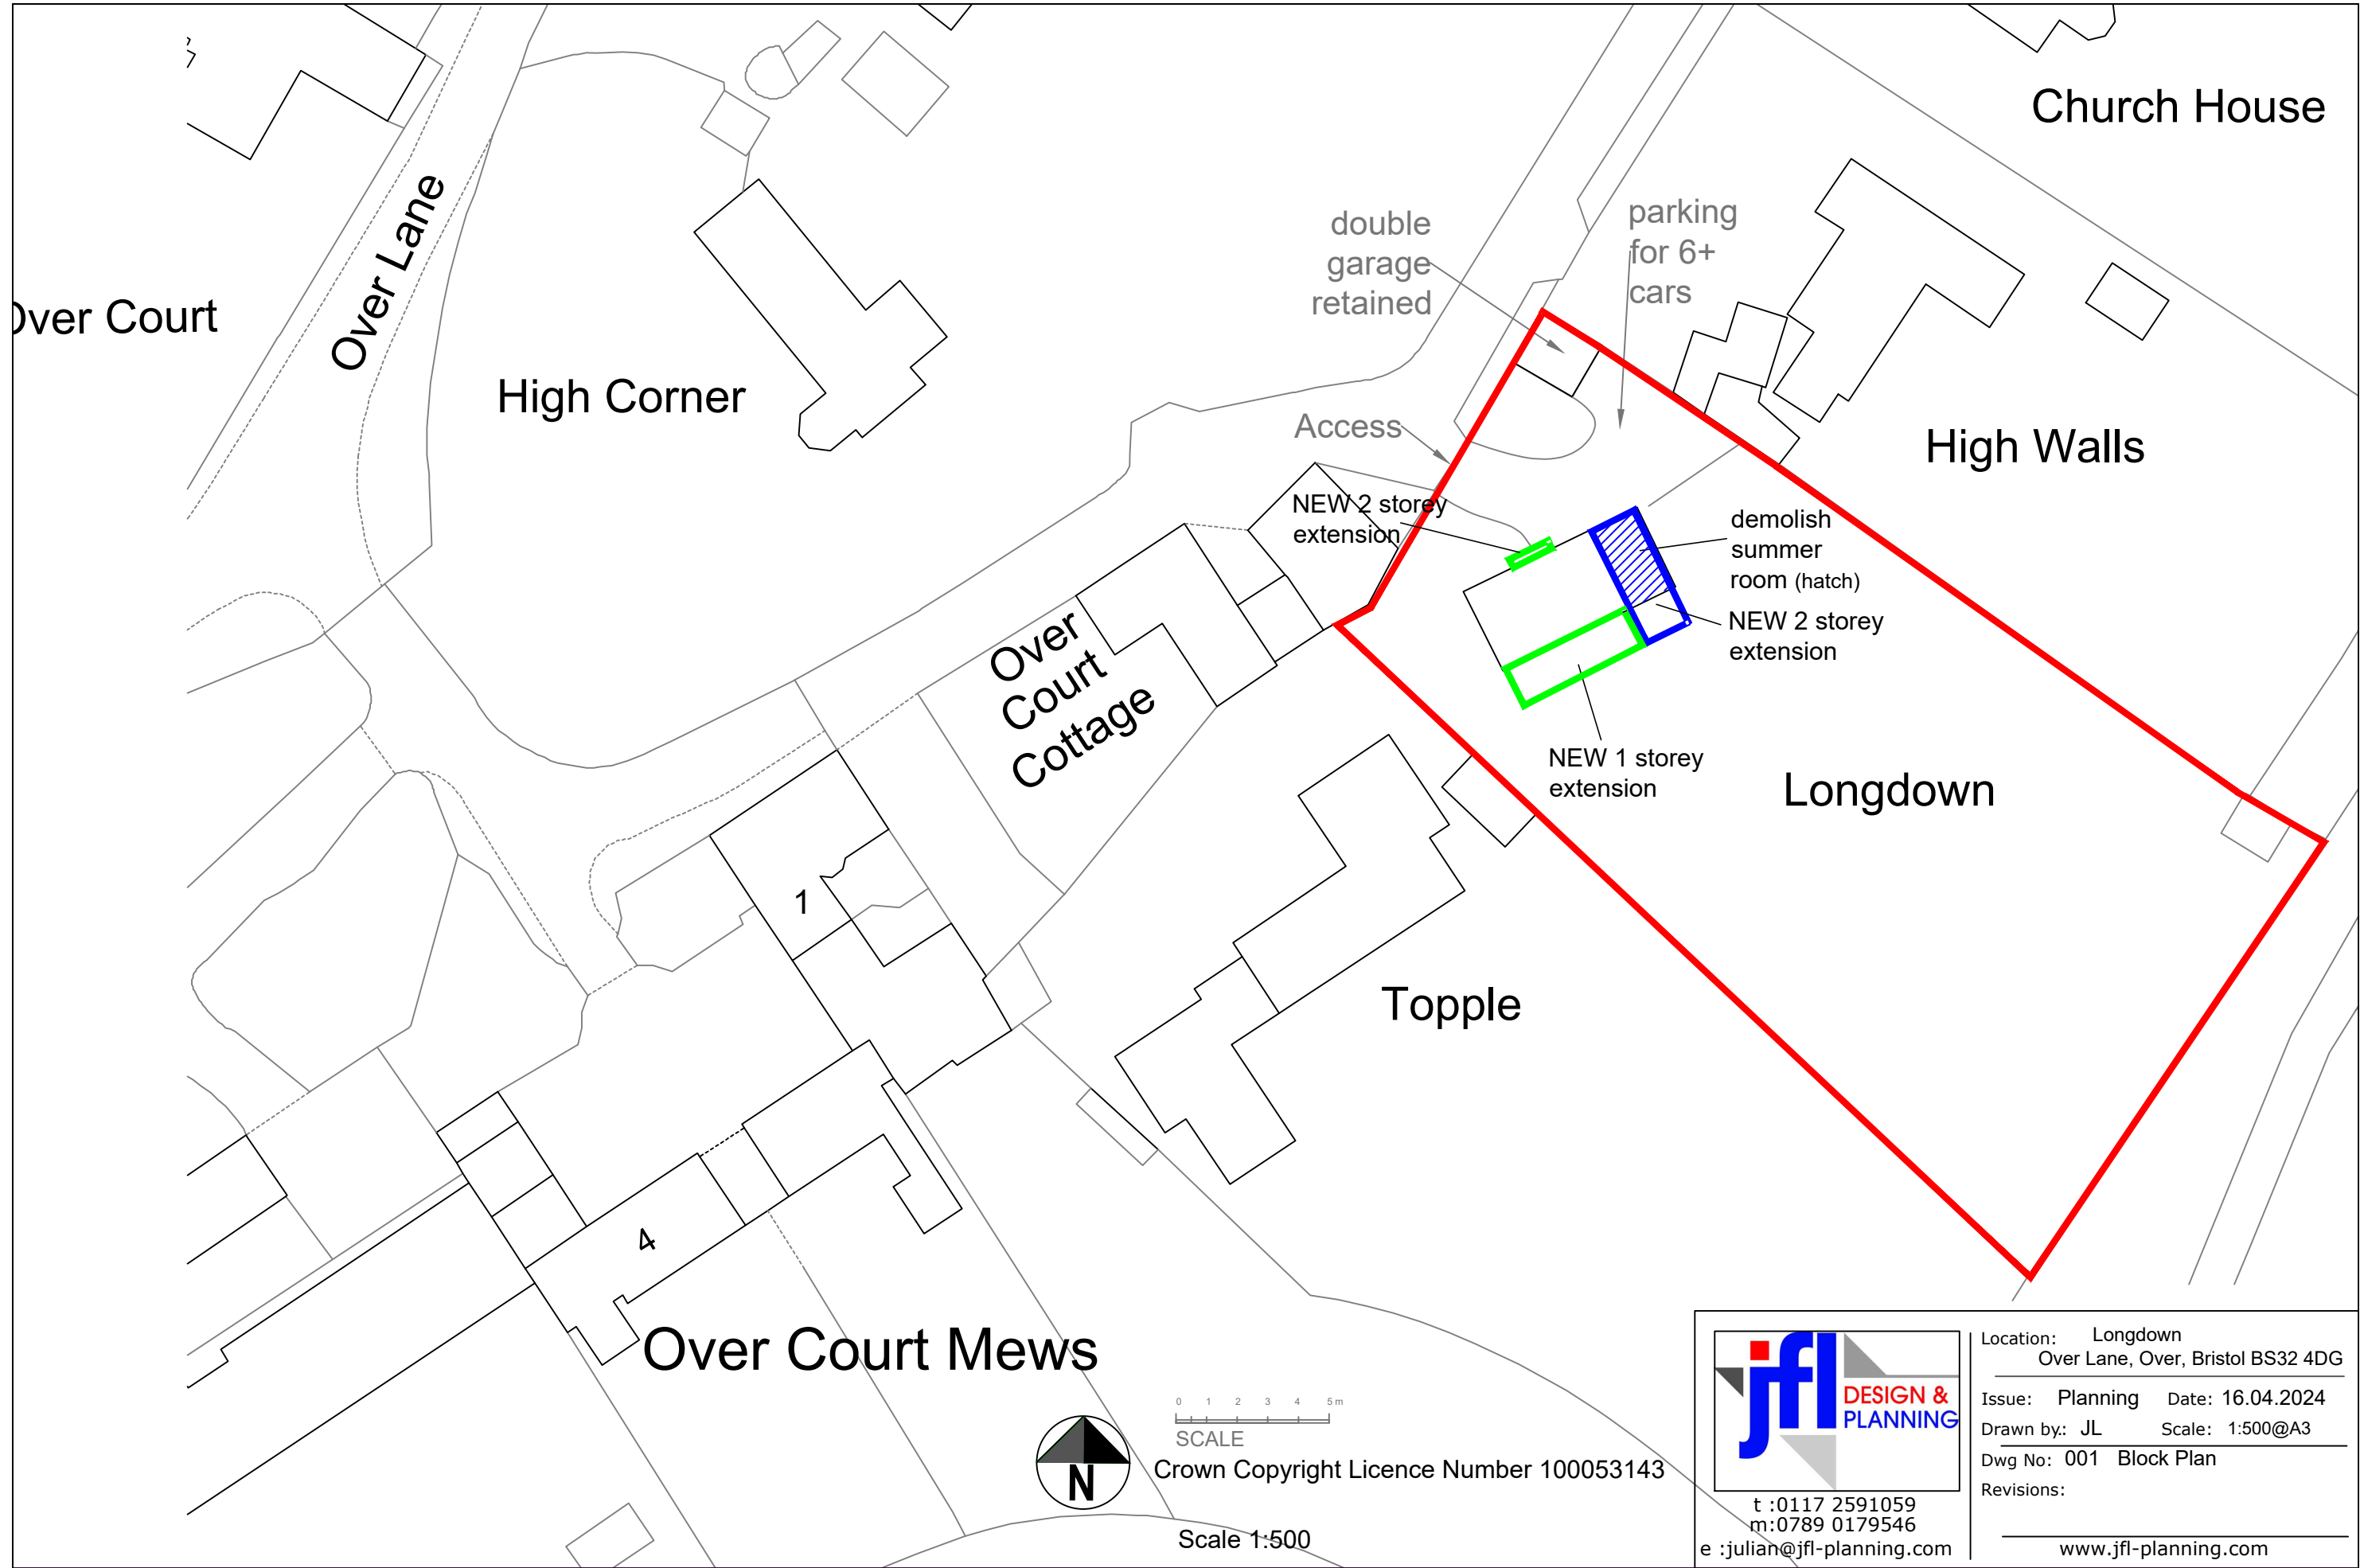 Church House
Over Lane
double
garage
retained
parking
for 6+
cars
Over Court
High Corner
Access
High Walls
NEW 2 storey
extension
demolish
summer
room (hatch)
NEW 2 storey
extension
Over
Court
Cottage
NEW 1 storey
extension
Longdown
1
Topple
4
Over Court Mews
0 1 2 3 4 5 m
SCALE
N
Crown Copyright Licence Number 100053143
Scale 1:500
jfl
DESIGN &
PLANNING
t :0117 2591059
m:0789 0179546
e :julian@jfl-planning.com
Location: Longdown
Over Lane, Over, Bristol BS32 4DG
Issue: Planning Date: 16.04.2024
Drawn by.: JL Scale: 1:500@A3
Dwg No: 001 Block Plan
Revisions:
www.jfl-planning.com